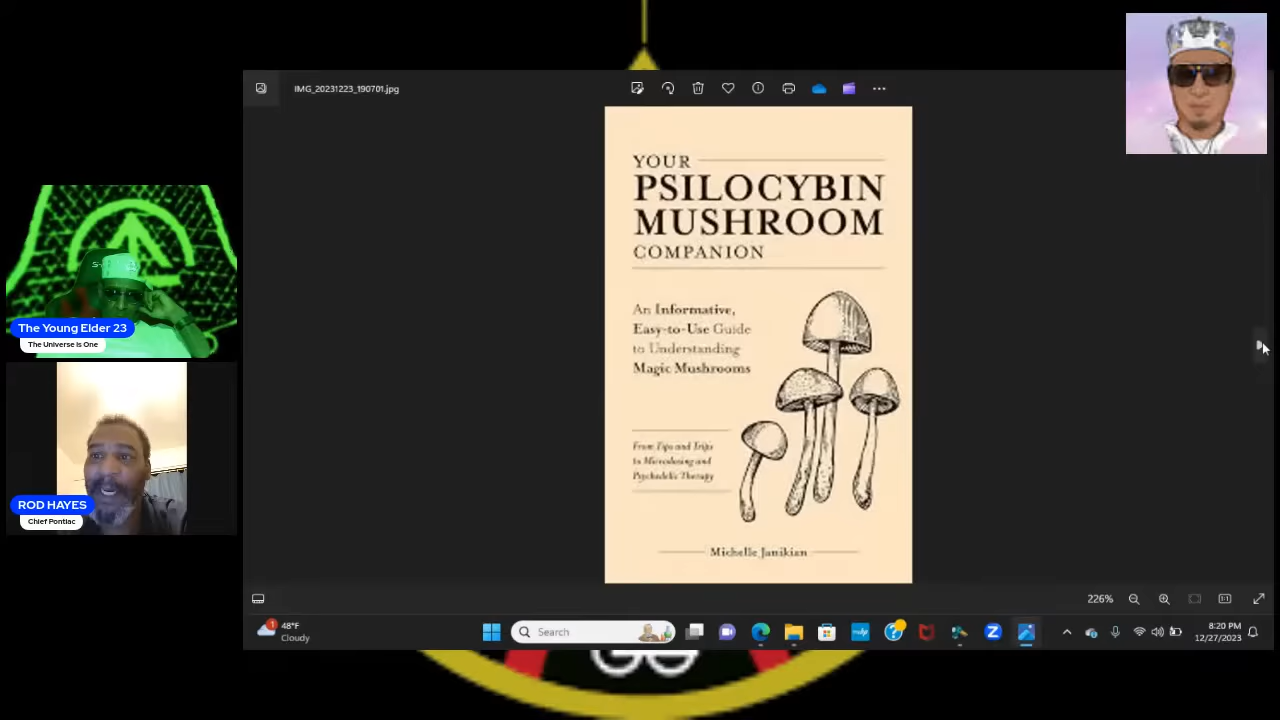 IMG_20231223_190701.jpg
YOUR
PSILOCYBIN
MUSHROOM
COMPANION
An Informative,
Easy-to-Use Guide
to Understanding
Magic Mushrooms
From Tips and Trips
to Microdosing and
Psychedelic Therapy
Michelle Janikian
The Young Elder 23
The Universe is One
ROD HAYES
Chief Pontiac
226%
1
48°F
Cloudy
Search
8:20 PM
12/27/2023